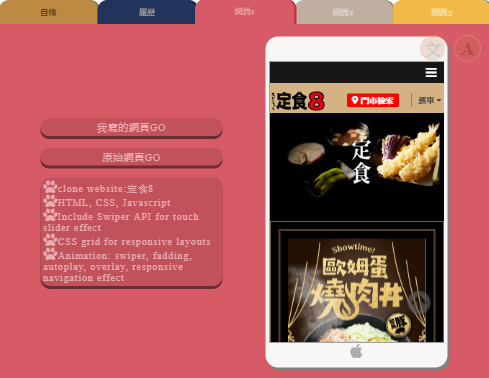 自傳
履歷
網頁1
網頁2
網頁3
文 A
定食8
門市檢索
選單
我寫的網頁GO
原始網頁GO
定食
clone website:定食8
HTML, CSS, Javascript
Include Swiper API for touch
slider effect
CSS grid for responsive layouts
Animation: swiper, fadding,
autoplay, overlay, responsive
navigation effect
Showtime!
歐姆蛋
燒肉丼